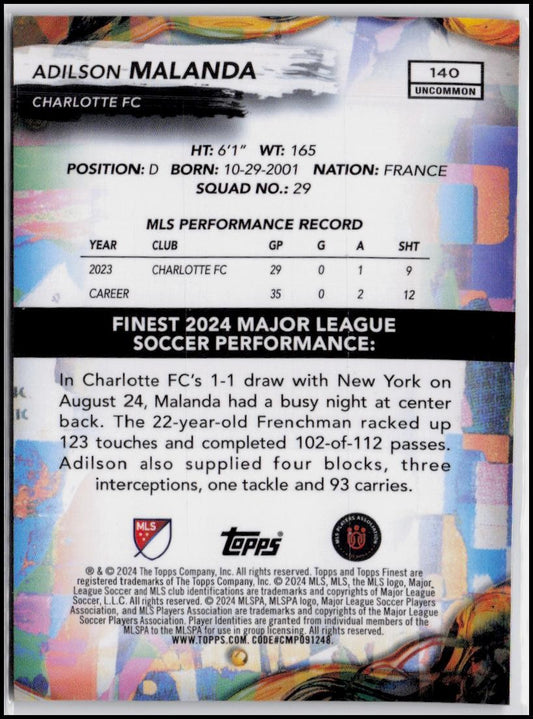 ADILSON MALANDA
140
UNCOMMON
CHARLOTTE FC
HT: 6'1" WT: 165
POSITION: D BORN: 10-29-2001 NATION: FRANCE
SQUAD NO.: 29
MLS PERFORMANCE RECORD
YEAR CLUB GP G A SHT
2023 CHARLOTTE FC 29 0 1 9
CAREER 35 0 2 12
FINEST 2024 MAJOR LEAGUE
SOCCER PERFORMANCE:
In Charlotte FC's 1-1 draw with New York on
August 24, Malanda had a busy night at center
back. The 22-year-old Frenchman racked up
123 touches and completed 102-of-112 passes.
Adilson also supplied four blocks, three
interceptions, one tackle and 93 carries.
MLS
Topps
MLS PLAYERS ASSOCIATION
® & © 2024 The Topps Company, Inc. All rights reserved. Topps and Topps Finest are
registered trademarks of The Topps Company, Inc. © 2024 MLS, MLS, the MLS logo, Major
League Soccer and MLS club identifications are trademarks and copyrights of Major League
Soccer, L.L.C. All rights reserved. © 2024 MLSPA, MLSPA logo, Major League Soccer Players
Association, and MLS Players Association are trademarks and copyrights of the Major League
Soccer Players Association. Player Identities are granted from individual members of the
MLSPA to the MLSPA for use in group licensing. All rights reserved.
WWW.TOPPS.COM. CODE#CMP091248.